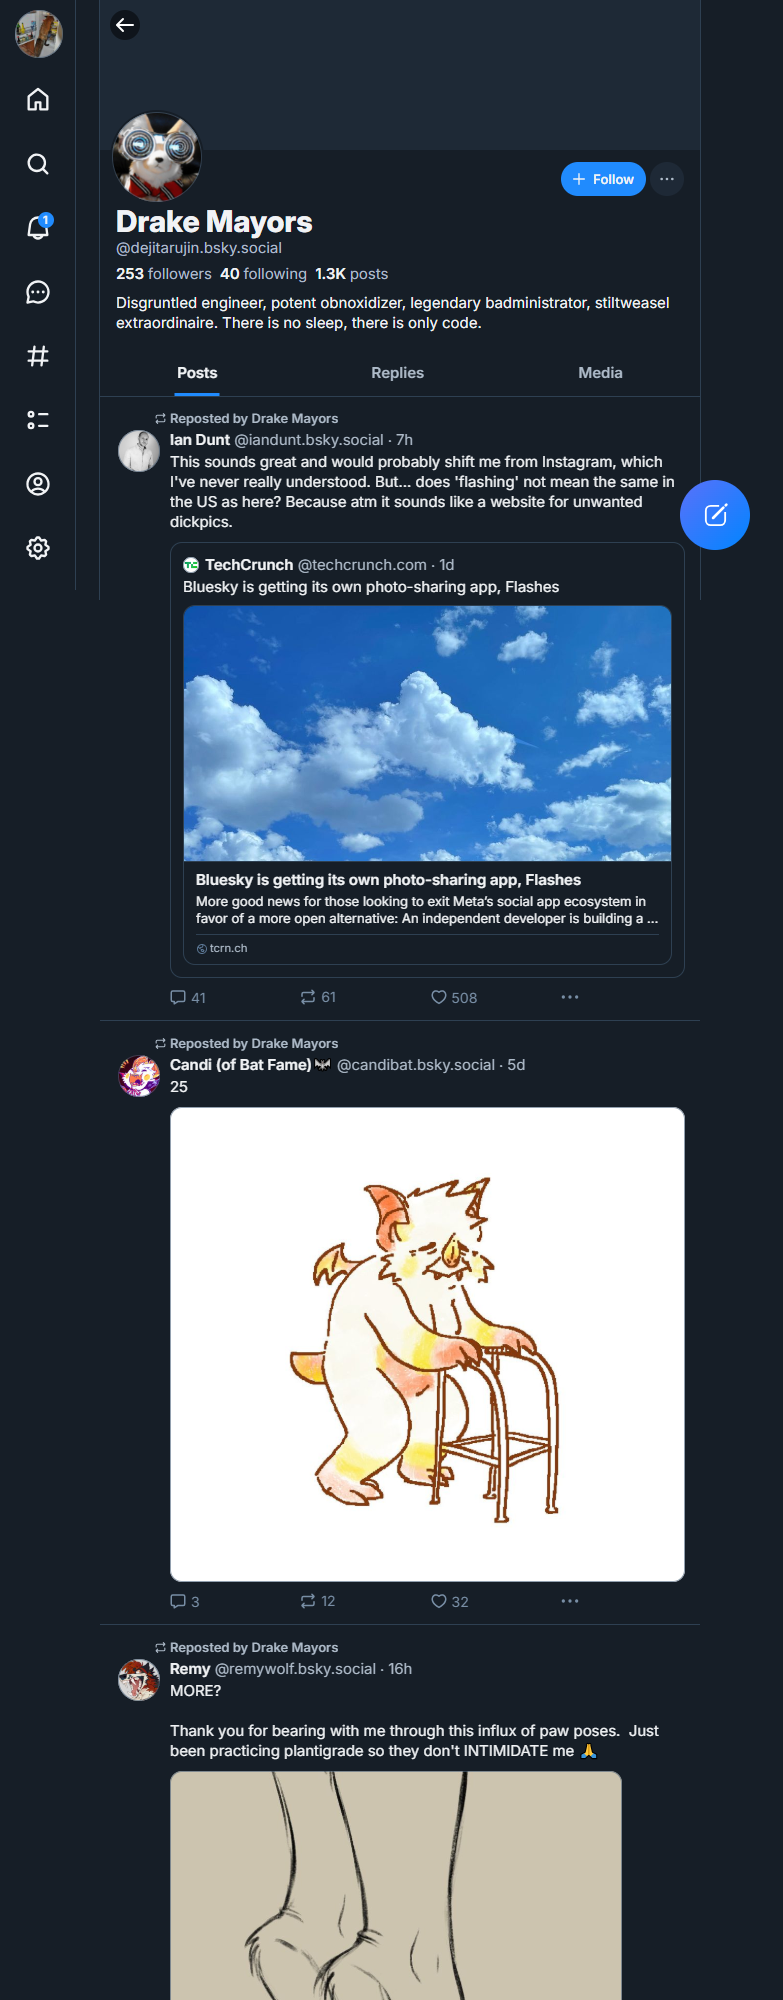 1
Follow
Drake Mayors
@dejitarujin.bsky.social
253 followers 40 following 1.3K posts
Disgruntled engineer, potent obnoxidizer, legendary badministrator, stiltweasel
extraordinaire. There is no sleep, there is only code.
Posts Replies Media
Reposted by Drake Mayors
Ian Dunt @iandunt.bsky.social · 7h
This sounds great and would probably shift me from Instagram, which
I've never really understood. But... does 'flashing' not mean the same in
the US as here? Because atm it sounds like a website for unwanted
dickpics.
TechCrunch @techcrunch.com · 1d
Bluesky is getting its own photo-sharing app, Flashes
Bluesky is getting its own photo-sharing app, Flashes
More good news for those looking to exit Meta's social app ecosystem in
favor of a more open alternative: An independent developer is building a ...
tcrn.ch
41 61 508
Reposted by Drake Mayors
Candi (of Bat Fame) @candibat.bsky.social · 5d
25
3 12 32
Reposted by Drake Mayors
Remy @remywolf.bsky.social · 16h
MORE?
Thank you for bearing with me through this influx of paw poses. Just
been practicing plantigrade so they don't INTIMIDATE me 🙏